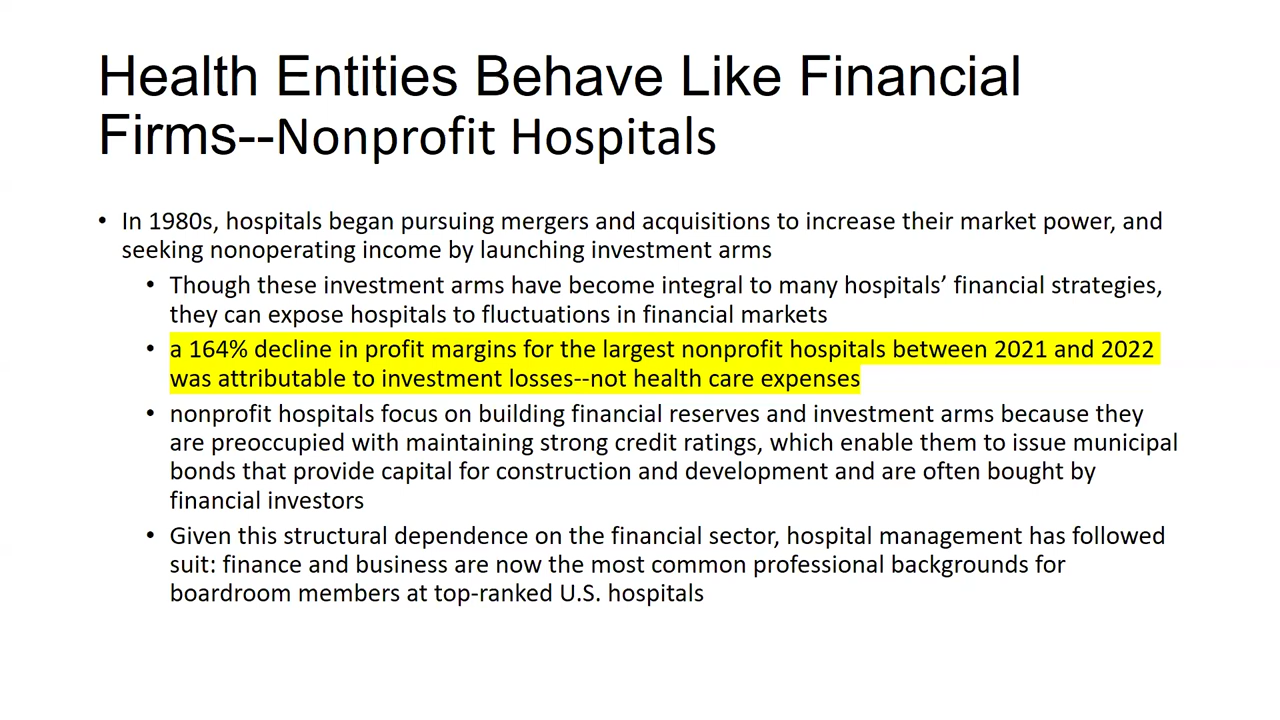 Health Entities Behave Like Financial
Firms--Nonprofit Hospitals
• In 1980s, hospitals began pursuing mergers and acquisitions to increase their market power, and
seeking nonoperating income by launching investment arms
• Though these investment arms have become integral to many hospitals’ financial strategies,
they can expose hospitals to fluctuations in financial markets
• a 164% decline in profit margins for the largest nonprofit hospitals between 2021 and 2022
was attributable to investment losses--not health care expenses
• nonprofit hospitals focus on building financial reserves and investment arms because they
are preoccupied with maintaining strong credit ratings, which enable them to issue municipal
bonds that provide capital for construction and development and are often bought by
financial investors
• Given this structural dependence on the financial sector, hospital management has followed
suit: finance and business are now the most common professional backgrounds for
boardroom members at top-ranked U.S. hospitals